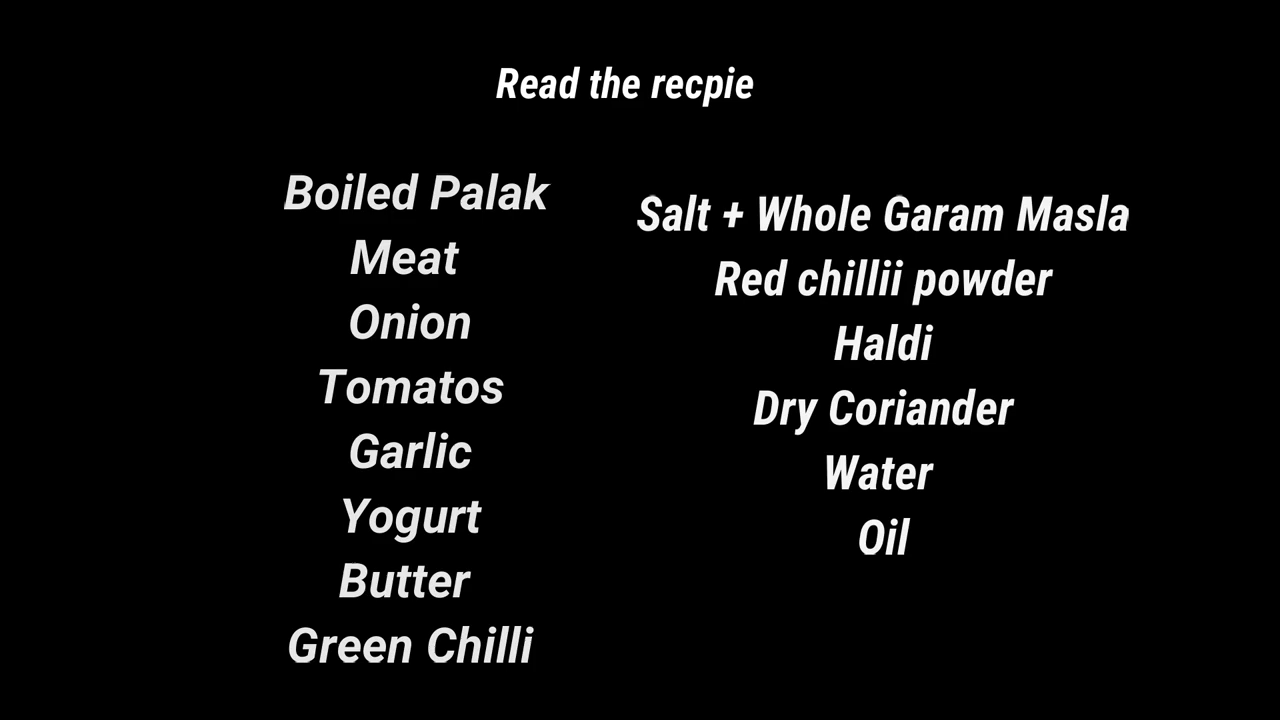 Read the recpie
Boiled Palak
Meat
Onion
Tomatos
Garlic
Yogurt
Butter
Green Chilli
Salt + Whole Garam Masla
Red chillii powder
Haldi
Dry Coriander
Water
Oil